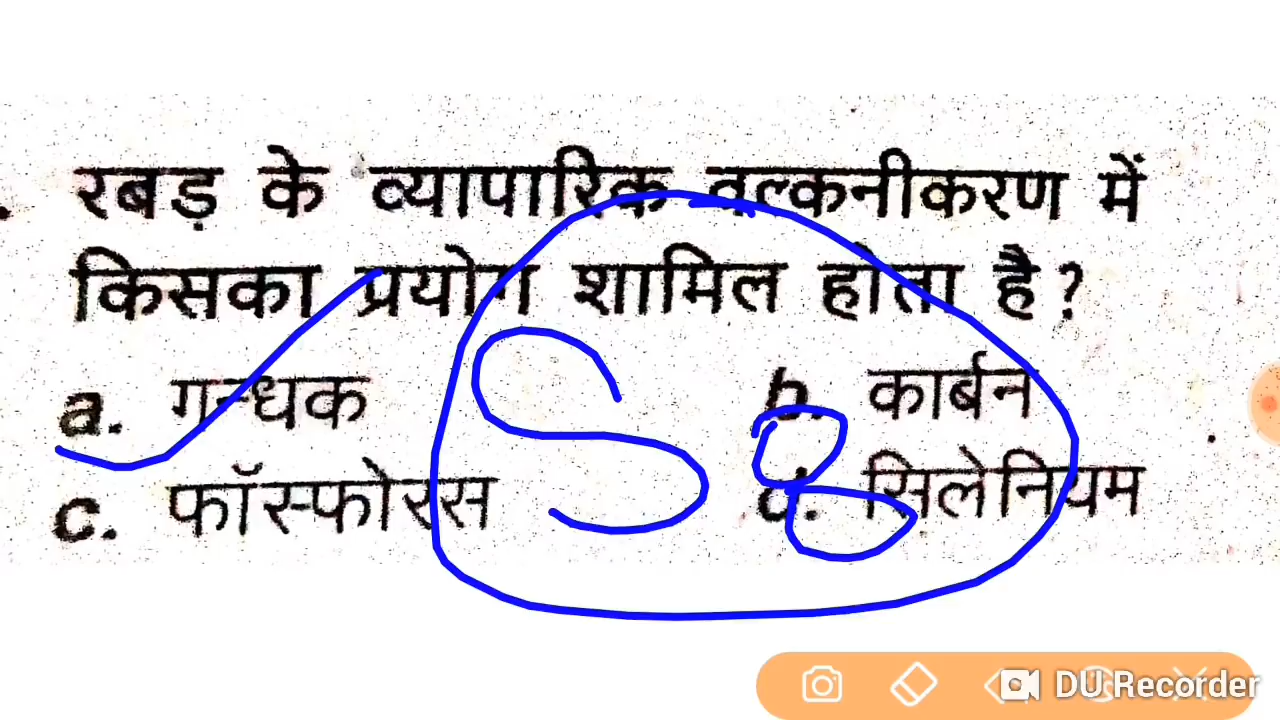 . रबड़ के व्यापारिक वल्कनीकरण में
किसका प्रयोग शामिल होता है?
a. गन्धक
b. कार्बन
c. फॉस्फोरस
d. सिलेनियम
S8
DU Recorder